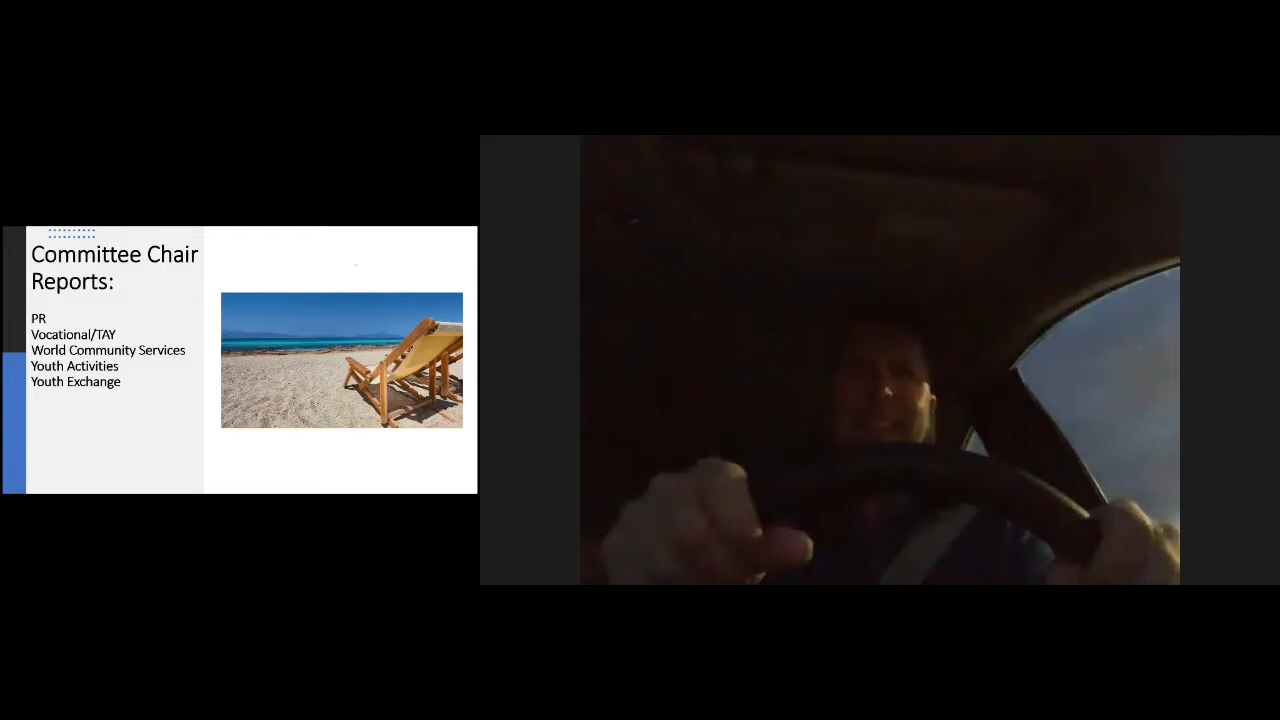 Committee Chair
Reports:
PR
Vocational/TAY
World Community Services
Youth Activities
Youth Exchange